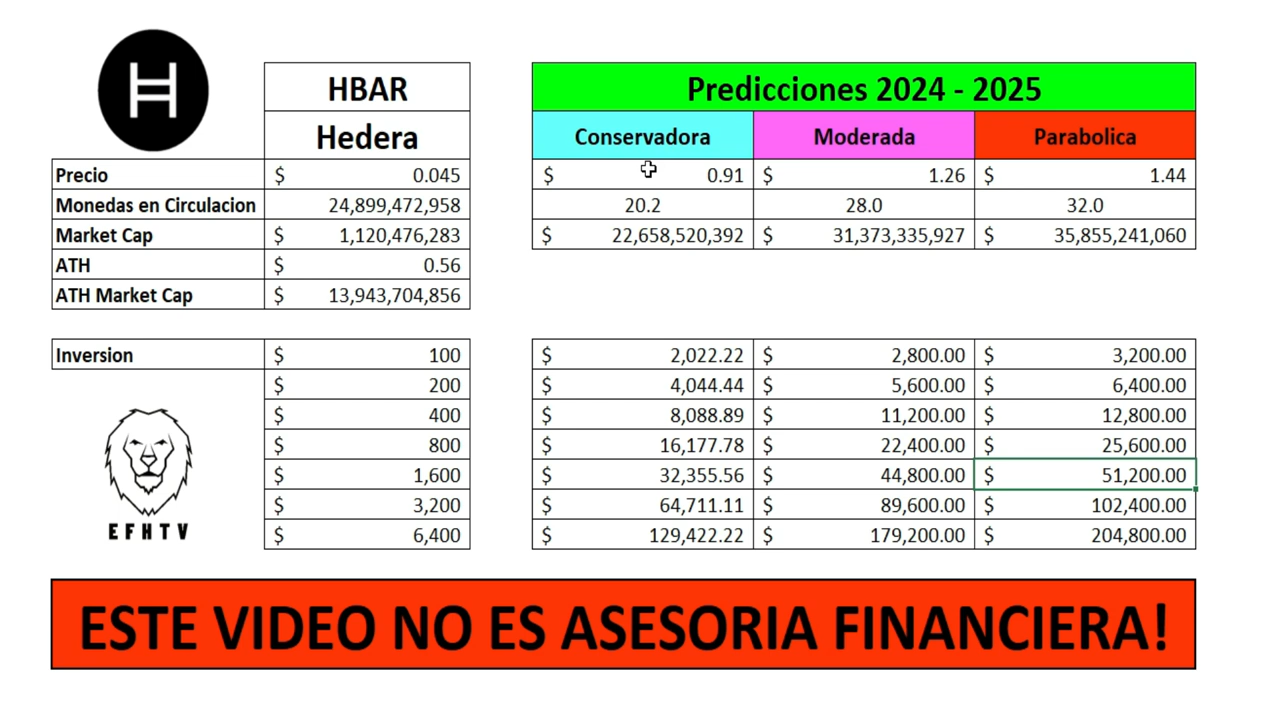 HBAR
Predicciones 2024 - 2025
Hedera
Conservadora Moderada Parabolica
Precio $ 0.045 $ 0.91 $ 1.26 $ 1.44
Monedas en Circulacion 24,899,472,958 20.2 28.0 32.0
Market Cap $ 1,120,476,283 $ 22,658,520,392 $ 31,373,335,927 $ 35,855,241,060
ATH $ 0.56
ATH Market Cap $ 13,943,704,856
Inversion $ 100 $ 2,022.22 $ 2,800.00 $ 3,200.00
$ 200 $ 4,044.44 $ 5,600.00 $ 6,400.00
$ 400 $ 8,088.89 $ 11,200.00 $ 12,800.00
$ 800 $ 16,177.78 $ 22,400.00 $ 25,600.00
$ 1,600 $ 32,355.56 $ 44,800.00 $ 51,200.00
$ 3,200 $ 64,711.11 $ 89,600.00 $ 102,400.00
$ 6,400 $ 129,422.22 $ 179,200.00 $ 204,800.00
EFHTV
ESTE VIDEO NO ES ASESORIA FINANCIERA!